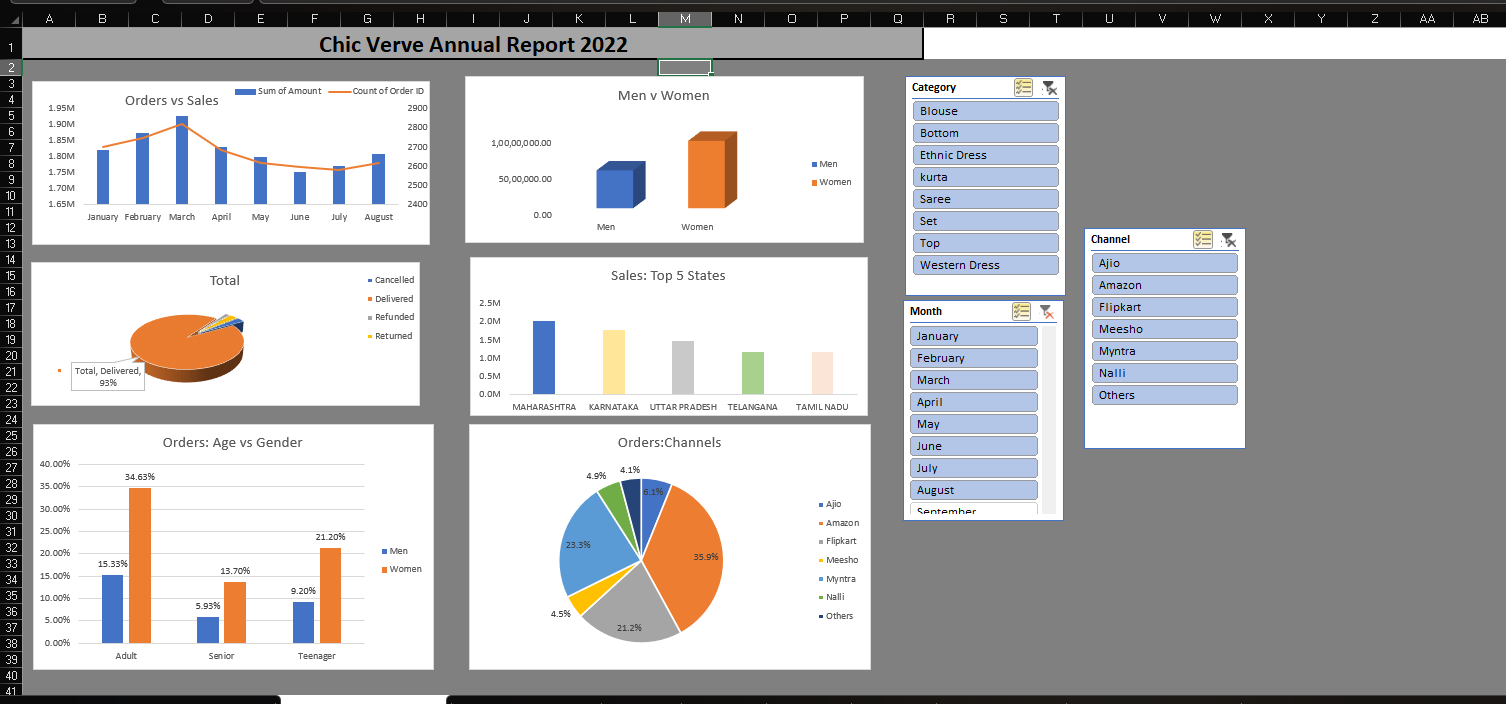 A B C D E F G H I J K L M N O P Q R S T U V W X Y Z AA AB
1
2
3
4
5
6
7
8
9
10
11
12
13
14
15
16
17
18
19
20
21
22
23
24
25
26
27
28
29
30
31
32
33
34
35
36
37
38
39
40
41
Chic Verve Annual Report 2022
Orders vs Sales
Sum of Amount Count of Order ID
1.95M
1.90M
1.85M
1.80M
1.75M
1.70M
1.65M
2900
2800
2700
2600
2500
2400
January February March April May June July August
Men v Women
1,00,00,000.00
50,00,000.00
0.00
Men Women
Men
Women
Total
Total, Delivered,
93%
Cancelled
Delivered
Refunded
Returned
Sales: Top 5 States
2.5M
2.0M
1.5M
1.0M
0.5M
0.0M
MAHARASHTRA KARNATAKA UTTAR PRADESH TELANGANA TAMIL NADU
Orders: Age vs Gender
40.00%
35.00%
30.00%
25.00%
20.00%
15.00%
10.00%
5.00%
0.00%
15.33%
34.63%
5.93%
13.70%
9.20%
21.20%
Adult Senior Teenager
Men
Women
Orders:Channels
6.1%
35.9%
21.2%
4.5%
23.3%
4.9%
4.1%
Ajio
Amazon
Flipkart
Meesho
Myntra
Nalli
Others
Category
Blouse
Bottom
Ethnic Dress
kurta
Saree
Set
Top
Western Dress
Month
January
February
March
April
May
June
July
August
September
Channel
Ajio
Amazon
Flipkart
Meesho
Myntra
Nalli
Others